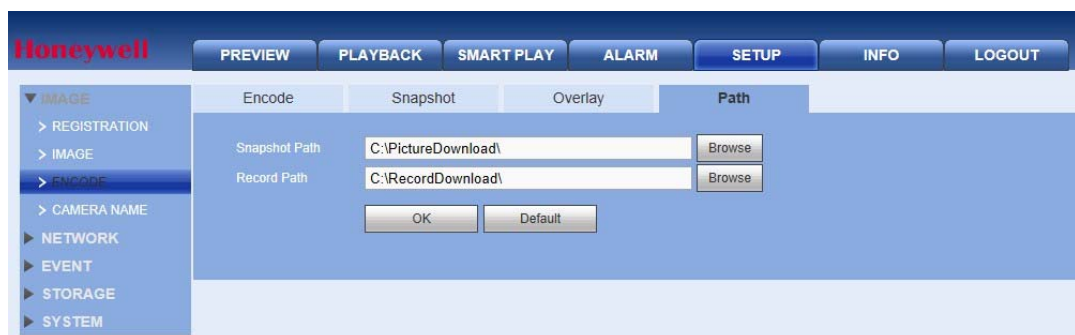 Honeywell
PREVIEW PLAYBACK SMART PLAY ALARM SETUP INFO LOGOUT
IMAGE
> REGISTRATION
> IMAGE
> ENCODE
> CAMERA NAME
NETWORK
EVENT
STORAGE
SYSTEM
Encode Snapshot Overlay Path
Snapshot Path C:\PictureDownload\ Browse
Record Path C:\RecordDownload\ Browse
OK Default